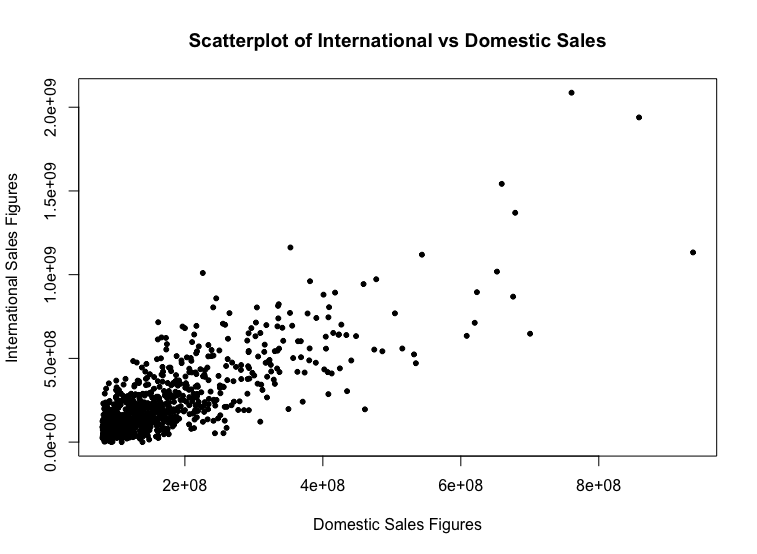 Scatterplot of International vs Domestic Sales
International Sales Figures
2.0e+09
1.5e+09
1.0e+09
5.0e+08
0.0e+00
2e+08 4e+08 6e+08 8e+08
Domestic Sales Figures